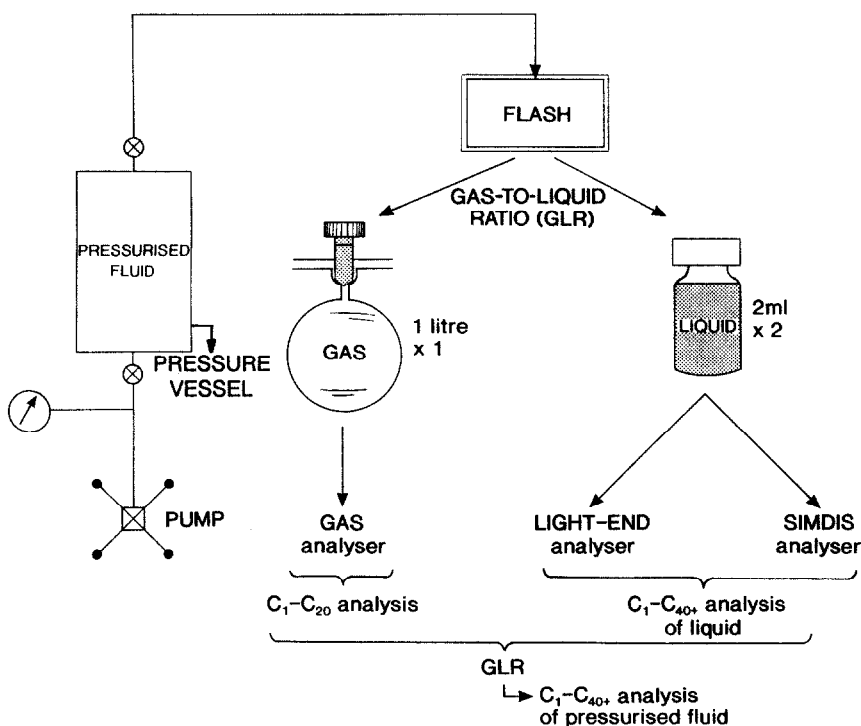 FLASH
GAS-TO-LIQUID
RATIO (GLR)
PRESSURISED
FLUID
PRESSURE
VESSEL
PUMP
GAS
1 litre
x 1
LIQUID
2ml
x 2
GAS
analyser
LIGHT-END
analyser
SIMDIS
analyser
C₁-C₂₀ analysis
C₁-C₄₀₊ analysis
of liquid
GLR
C₁-C₄₀₊ analysis
of pressurised fluid